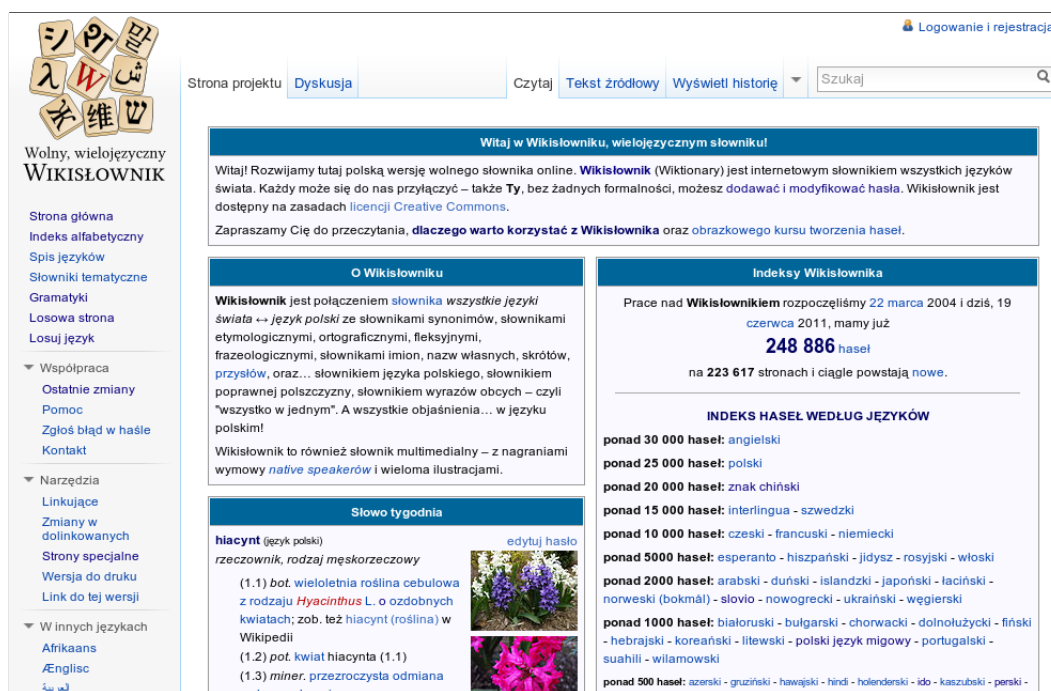 Logowanie i rejestracja
Strona projektu
Dyskusja
Czytaj
Tekst źródłowy
Wyświetl historię
Szukaj
シ
வி
말
λ
W
ش
维
ש
Wolny, wielojęzyczny
WIKISŁOWNIK
Strona główna
Indeks alfabetyczny
Spis języków
Słowniki tematyczne
Gramatyki
Losowa strona
Losuj język
Współpraca
Ostatnie zmiany
Pomoc
Zgłoś błąd w haśle
Kontakt
Narzędzia
Linkujące
Zmiany w
dolinkowanych
Strony specjalne
Wersja do druku
Link do tej wersji
W innych językach
Afrikaans
Ænglisc
العربية
Witaj w Wikisłowniku, wielojęzycznym słowniku!
Witaj! Rozwijamy tutaj polską wersję wolnego słownika online. Wikisłownik (Wiktionary) jest internetowym słownikiem wszystkich języków
świata. Każdy może się do nas przyłączyć – także Ty, bez żadnych formalności, możesz dodawać i modyfikować hasła. Wikisłownik jest
dostępny na zasadach licencji Creative Commons.
Zapraszamy Cię do przeczytania, dlaczego warto korzystać z Wikisłownika oraz obrazkowego kursu tworzenia haseł.
O Wikisłowniku
Wikisłownik jest połączeniem słownika wszystkie języki
świata ↔ język polski ze słownikami synonimów, słownikami
etymologicznymi, ortograficznymi, fleksyjnymi,
frazeologicznymi, słownikami imion, nazw własnych, skrótów,
przysłów, oraz... słownikiem języka polskiego, słownikiem
poprawnej polszczyzny, słownikiem wyrazów obcych – czyli
"wszystko w jednym". A wszystkie objaśnienia... w języku
polskim!
Wikisłownik to również słownik multimedialny – z nagraniami
wymowy native speakerów i wieloma ilustracjami.
Słowo tygodnia
hiacynt (język polski)
edytuj hasło
rzeczownik, rodzaj męskorzeczowy
(1.1) bot. wieloletnia roślina cebulowa
z rodzaju Hyacinthus L. o ozdobnych
kwiatach; zob. też hiacynt (roślina) w
Wikipedii
(1.2) pot. kwiat hiacynta (1.1)
(1.3) miner. przezroczysta odmiana
Indeksy Wikisłownika
Prace nad Wikisłownikiem rozpoczęliśmy 22 marca 2004 i dziś, 19
czerwca 2011, mamy już
248 886 haseł
na 223 617 stronach i ciągle powstają nowe.
INDEKS HASEŁ WEDŁUG JĘZYKÓW
ponad 30 000 haseł: angielski
ponad 25 000 haseł: polski
ponad 20 000 haseł: znak chiński
ponad 15 000 haseł: interlingua - szwedzki
ponad 10 000 haseł: czeski - francuski - niemiecki
ponad 5000 haseł: esperanto - hiszpański - jidysz - rosyjski - włoski
ponad 2000 haseł: arabski - duński - islandzki - japoński - łaciński -
norweski (bokmål) - slovio - nowogrecki - ukraiński - węgierski
ponad 1000 haseł: białoruski - bułgarski - chorwacki - dolnołużycki - fiński
- hebrajski - koreański - litewski - polski język migowy - portugalski -
suahili - wilamowski
ponad 500 haseł: azerski - gruziński - hawajski - hindi - holenderski - ido - kaszubski - perski -